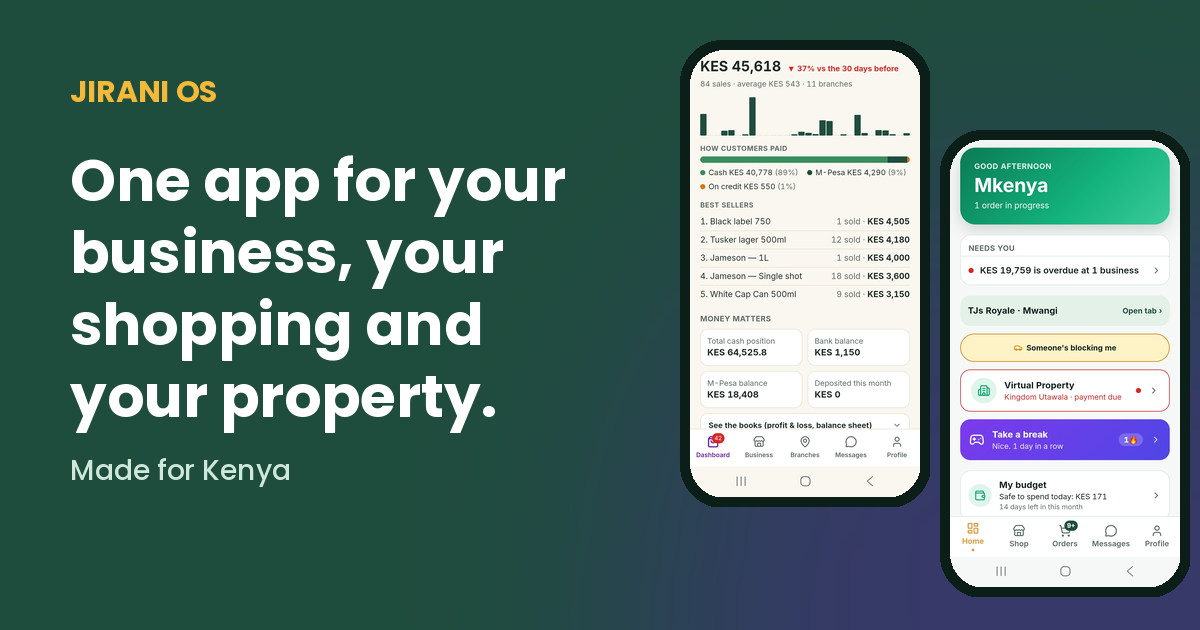 JIRANI OS
One app for your
business, your
shopping and
your property.
Made for Kenya
KES 45,618 ▼ 37% vs the 30 days before
84 sales · average KES 543 · 11 branches
HOW CUSTOMERS PAID
Cash KES 40,778 (89%) M-Pesa KES 4,290 (9%)
On credit KES 550 (1%)
BEST SELLERS
1. Black label 750 1 sold · KES 4,505
2. Tusker lager 500ml 12 sold · KES 4,180
3. Jameson — 1L 1 sold · KES 4,000
4. Jameson — Single shot 18 sold · KES 3,600
5. White Cap Can 500ml 9 sold · KES 3,150
MONEY MATTERS
Total cash position Bank balance
KES 64,525.8 KES 1,150
M-Pesa balance Deposited this month
KES 18,408 KES 0
See the books (profit & loss, balance sheet)
42
Dashboard Business Branches Messages Profile
GOOD AFTERNOON
Mkenya
1 order in progress
NEEDS YOU
KES 19,759 is overdue at 1 business
TJs Royale · Mwangi Open tab ›
Someone's blocking me
Virtual Property
Kingdom Utawala · payment due
Take a break
Nice. 1 day in a row 1🔥
My budget
Safe to spend today: KES 171
14 days left in this month
9+
Home Shop Orders Messages Profile